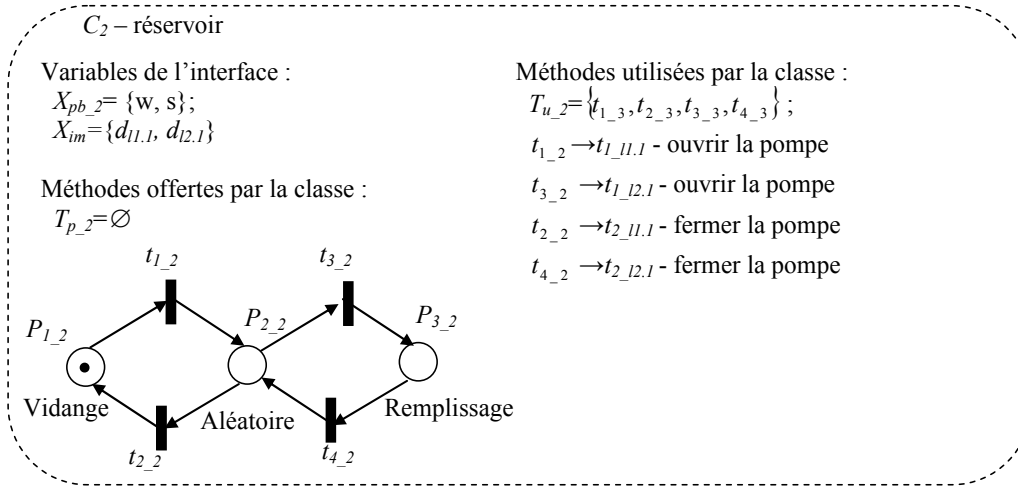 C2 – réservoir
Variables de l'interface :
Xpb_2= {w, s};
Xim={dl1.1, dl2.1}
Méthodes offertes par la classe :
Tp_2=∅
Méthodes utilisées par la classe :
Tu_2={t1_3,t2_3,t3_3,t4_3};
t1_2 →t1_l1.1 - ouvrir la pompe
t3_2 →t1_l2.1 - ouvrir la pompe
t2_2 →t2_l1.1 - fermer la pompe
t4_2 →t2_l2.1 - fermer la pompe
t1_2
t3_2
P1_2
P2_2
P3_2
Vidange
Aléatoire
Remplissage
t2_2
t4_2